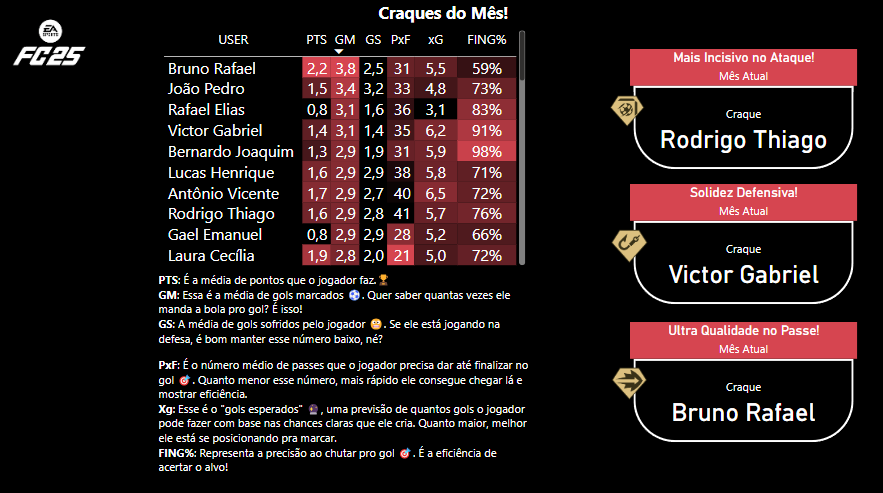 Craques do Mês!
EA SPORTS
FC25
USER PTS GM GS PxF xG FING%
Bruno Rafael 2,2 3,8 2,5 31 5,5 59%
João Pedro 1,5 3,4 3,2 33 4,8 73%
Rafael Elias 0,8 3,1 1,6 36 3,1 83%
Victor Gabriel 1,4 3,1 1,4 35 6,2 91%
Bernardo Joaquim 1,3 2,9 1,9 31 5,9 98%
Lucas Henrique 1,6 2,9 2,9 38 5,8 71%
Antônio Vicente 1,7 2,9 2,7 40 6,5 72%
Rodrigo Thiago 1,6 2,9 2,8 41 5,7 76%
Gael Emanuel 0,8 2,9 2,9 28 5,2 66%
Laura Cecília 1,9 2,8 2,0 21 5,0 72%
PTS: É a média de pontos que o jogador faz.🏆
GM: Essa é a média de gols marcados ⚽. Quer saber quantas vezes ele
manda a bola pro gol? É isso!
GS: A média de gols sofridos pelo jogador 😬. Se ele está jogando na
defesa, é bom manter esse número baixo, né?
PxF: É o número médio de passes que o jogador precisa dar até finalizar no
gol 🎯. Quanto menor esse número, mais rápido ele consegue chegar lá e
mostrar eficiência.
Xg: Esse é o "gols esperados" 🔮, uma previsão de quantos gols o jogador
pode fazer com base nas chances claras que ele cria. Quanto maior, melhor
ele está se posicionando pra marcar.
FING%: Representa a precisão ao chutar pro gol 🎯. É a eficiência de
acertar o alvo!
Mais Incisivo no Ataque!
Mês Atual
Craque
Rodrigo Thiago
Solidez Defensiva!
Mês Atual
Craque
Victor Gabriel
Ultra Qualidade no Passe!
Mês Atual
Craque
Bruno Rafael